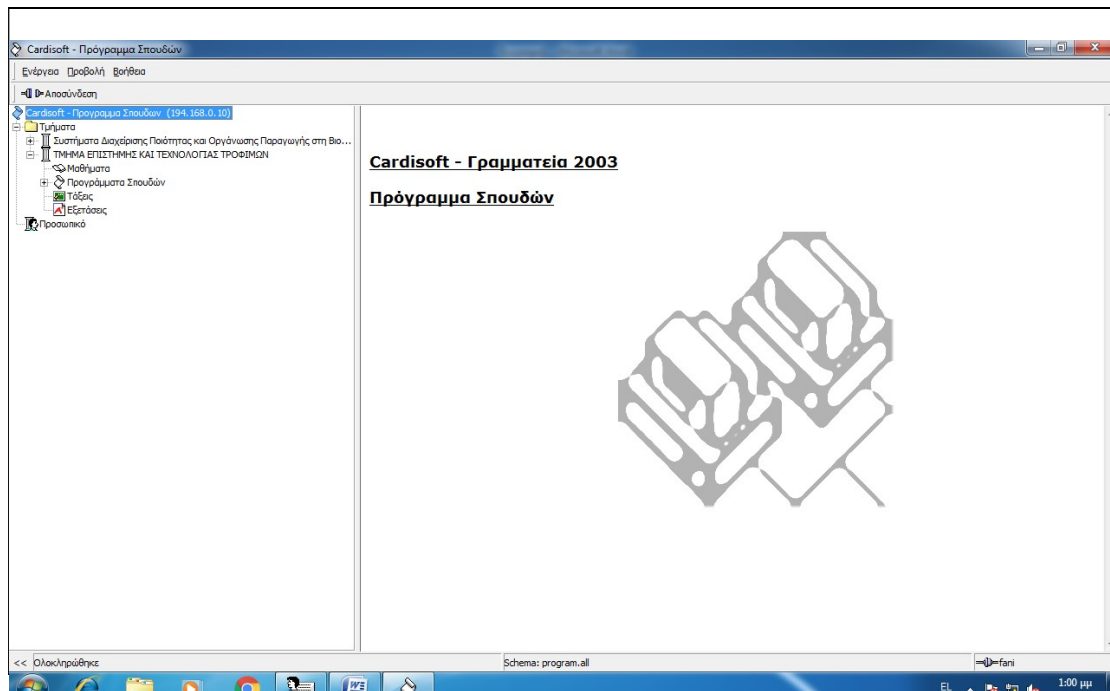 Cardisoft - Πρόγραμμα Σπουδών
Ενέργεια Προβολή Βοήθεια
Αποσύνδεση
Cardisoft - Προγραμμα Σπουδων (194.168.0.10)
Τμήματα
Συστήματα Διαχείρισης Ποιότητας και Οργάνωσης Παραγωγής στη Βιο...
ΤΜΗΜΑ ΕΠΙΣΤΗΜΗΣ ΚΑΙ ΤΕΧΝΟΛΟΓΙΑΣ ΤΡΟΦΙΜΩΝ
Μαθήματα
Προγράμματα Σπουδών
Τάξεις
Εξετάσεις
Προσωπικό
Cardisoft - Γραμματεία 2003
Πρόγραμμα Σπουδών
<< Ολοκληρώθηκε
Schema: program.all
fani
EL
1:00 μμ